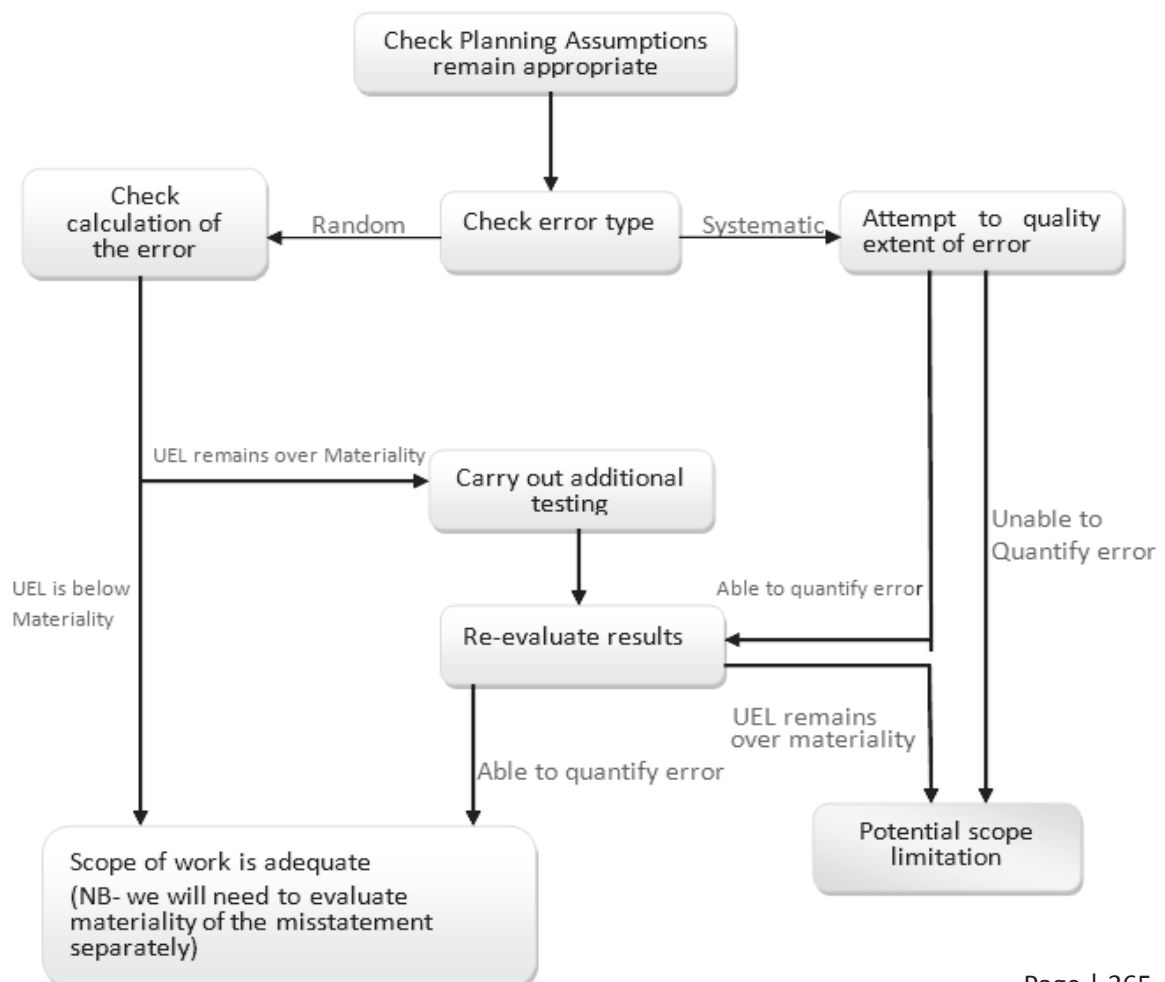 Check Planning Assumptions
remain appropriate
Check
calculation of
the error
Random
Check error type
Systematic
Attempt to quality
extent of error
UEL remains over Materiality
Carry out additional
testing
Unable to
Quantify error
UEL is below
Materiality
Able to quantify error
Re-evaluate results
UEL remains
over materiality
Able to quantify error
Scope of work is adequate
(NB- we will need to evaluate
materiality of the misstatement
separately)
Potential scope
limitation
Page | 265